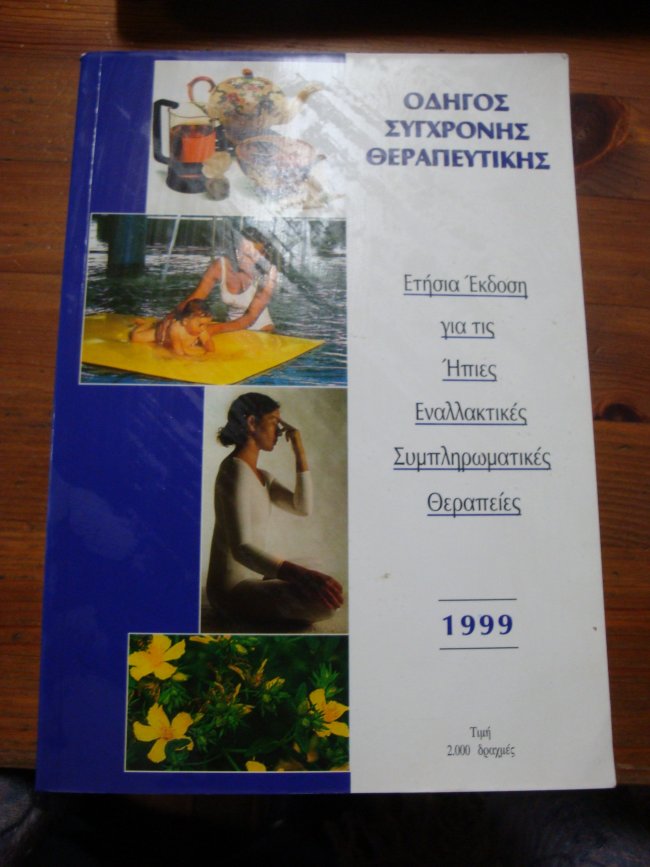 ΟΔΗΓΟΣ
ΣΥΓΧΡΟΝΗΣ
ΘΕΡΑΠΕΥΤΙΚΗΣ
Ετήσια Έκδοση
για τις
Ήπιες
Εναλλακτικές
Συμπληρωματικές
Θεραπείες
1999
Τιμή
2.000 δραχμές